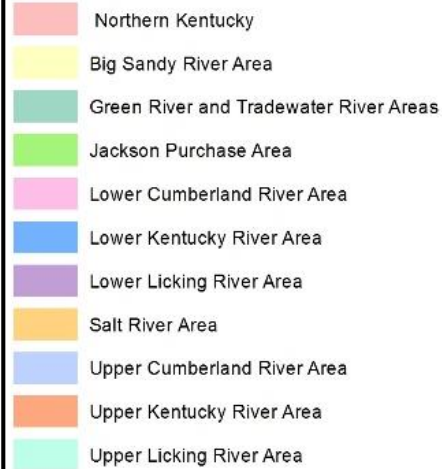 Northern Kentucky
Big Sandy River Area
Green River and Tradewater River Areas
Jackson Purchase Area
Lower Cumberland River Area
Lower Kentucky River Area
Lower Licking River Area
Salt River Area
Upper Cumberland River Area
Upper Kentucky River Area
Upper Licking River Area